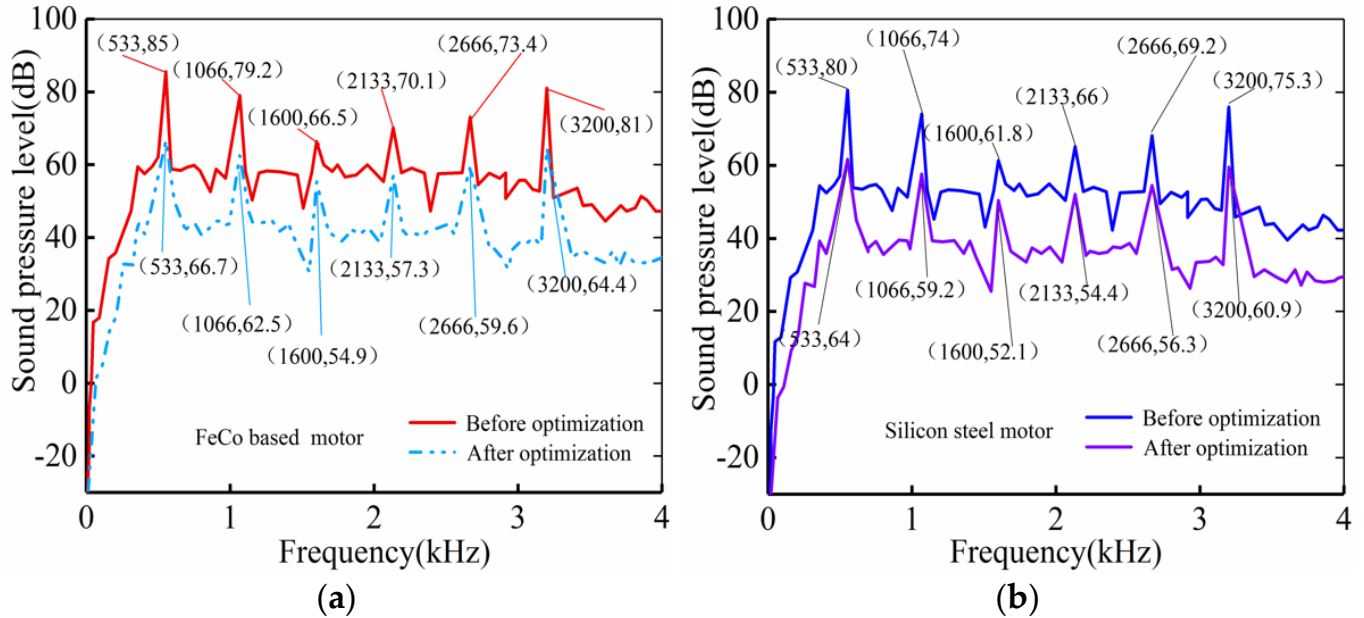 100
80
60
40
20
0
-20
Sound pressure level(dB)
（533,85）
（1066,79.2）
（1600,66.5）
（2133,70.1）
（2666,73.4）
（3200,81）
（533,66.7）
（1066,62.5）
（1600,54.9）
（2133,57.3）
（2666,59.6）
（3200,64.4）
FeCo based motor
Before optimization
After optimization
0 1 2 3 4
Frequency(kHz)
(a)
(b)
100
80
60
40
20
0
-20
Sound pressure level(dB)
（533,80）
（1066,74）
（1600,61.8）
（2133,66）
（2666,69.2）
（3200,75.3）
（533,64）
（1066,59.2）
（1600,52.1）
（2133,54.4）
（2666,56.3）
（3200,60.9）
Silicon steel motor
Before optimization
After optimization
0 1 2 3 4
Frequency(kHz)
(b)